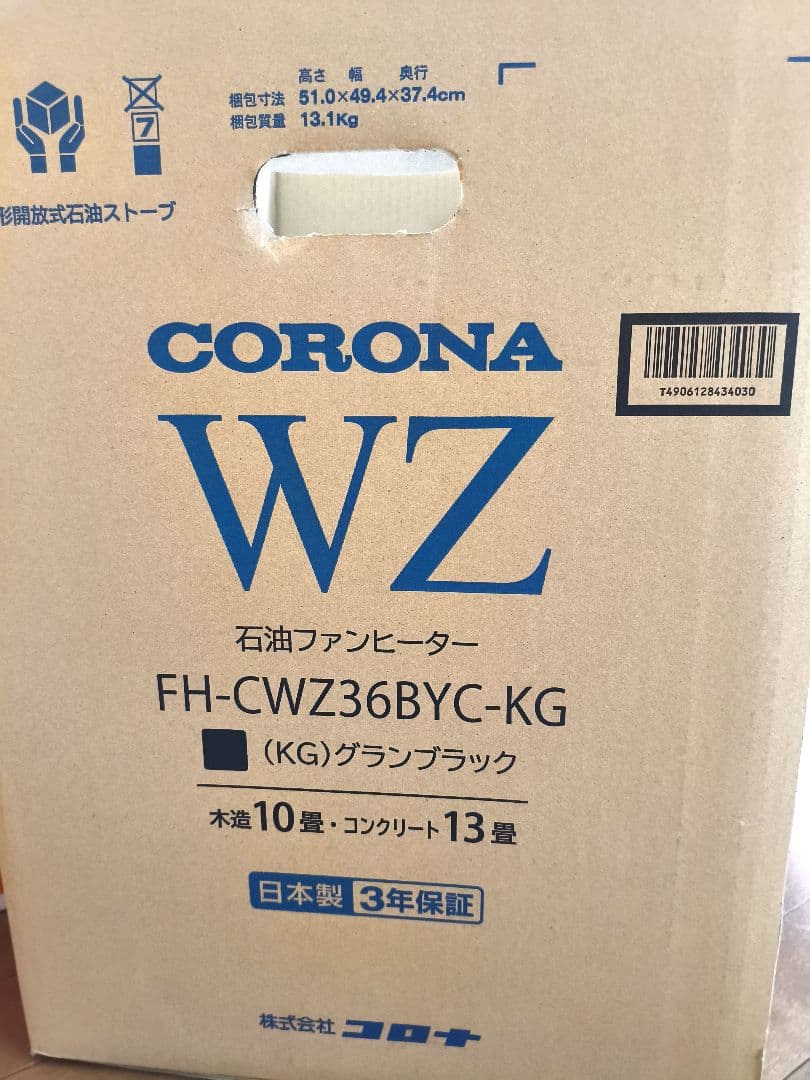 高さ 幅 奥行
梱包寸法 51.0×49.4×37.4cm
梱包質量 13.1Kg
7
形開放式石油ストーブ
CORONA
T4906128434030
WZ
石油ファンヒーター
FH-CWZ36BYC-KG
(KG)グランブラック
木造10畳・コンクリート13畳
日本製 3年保証
株式会社 コロナ